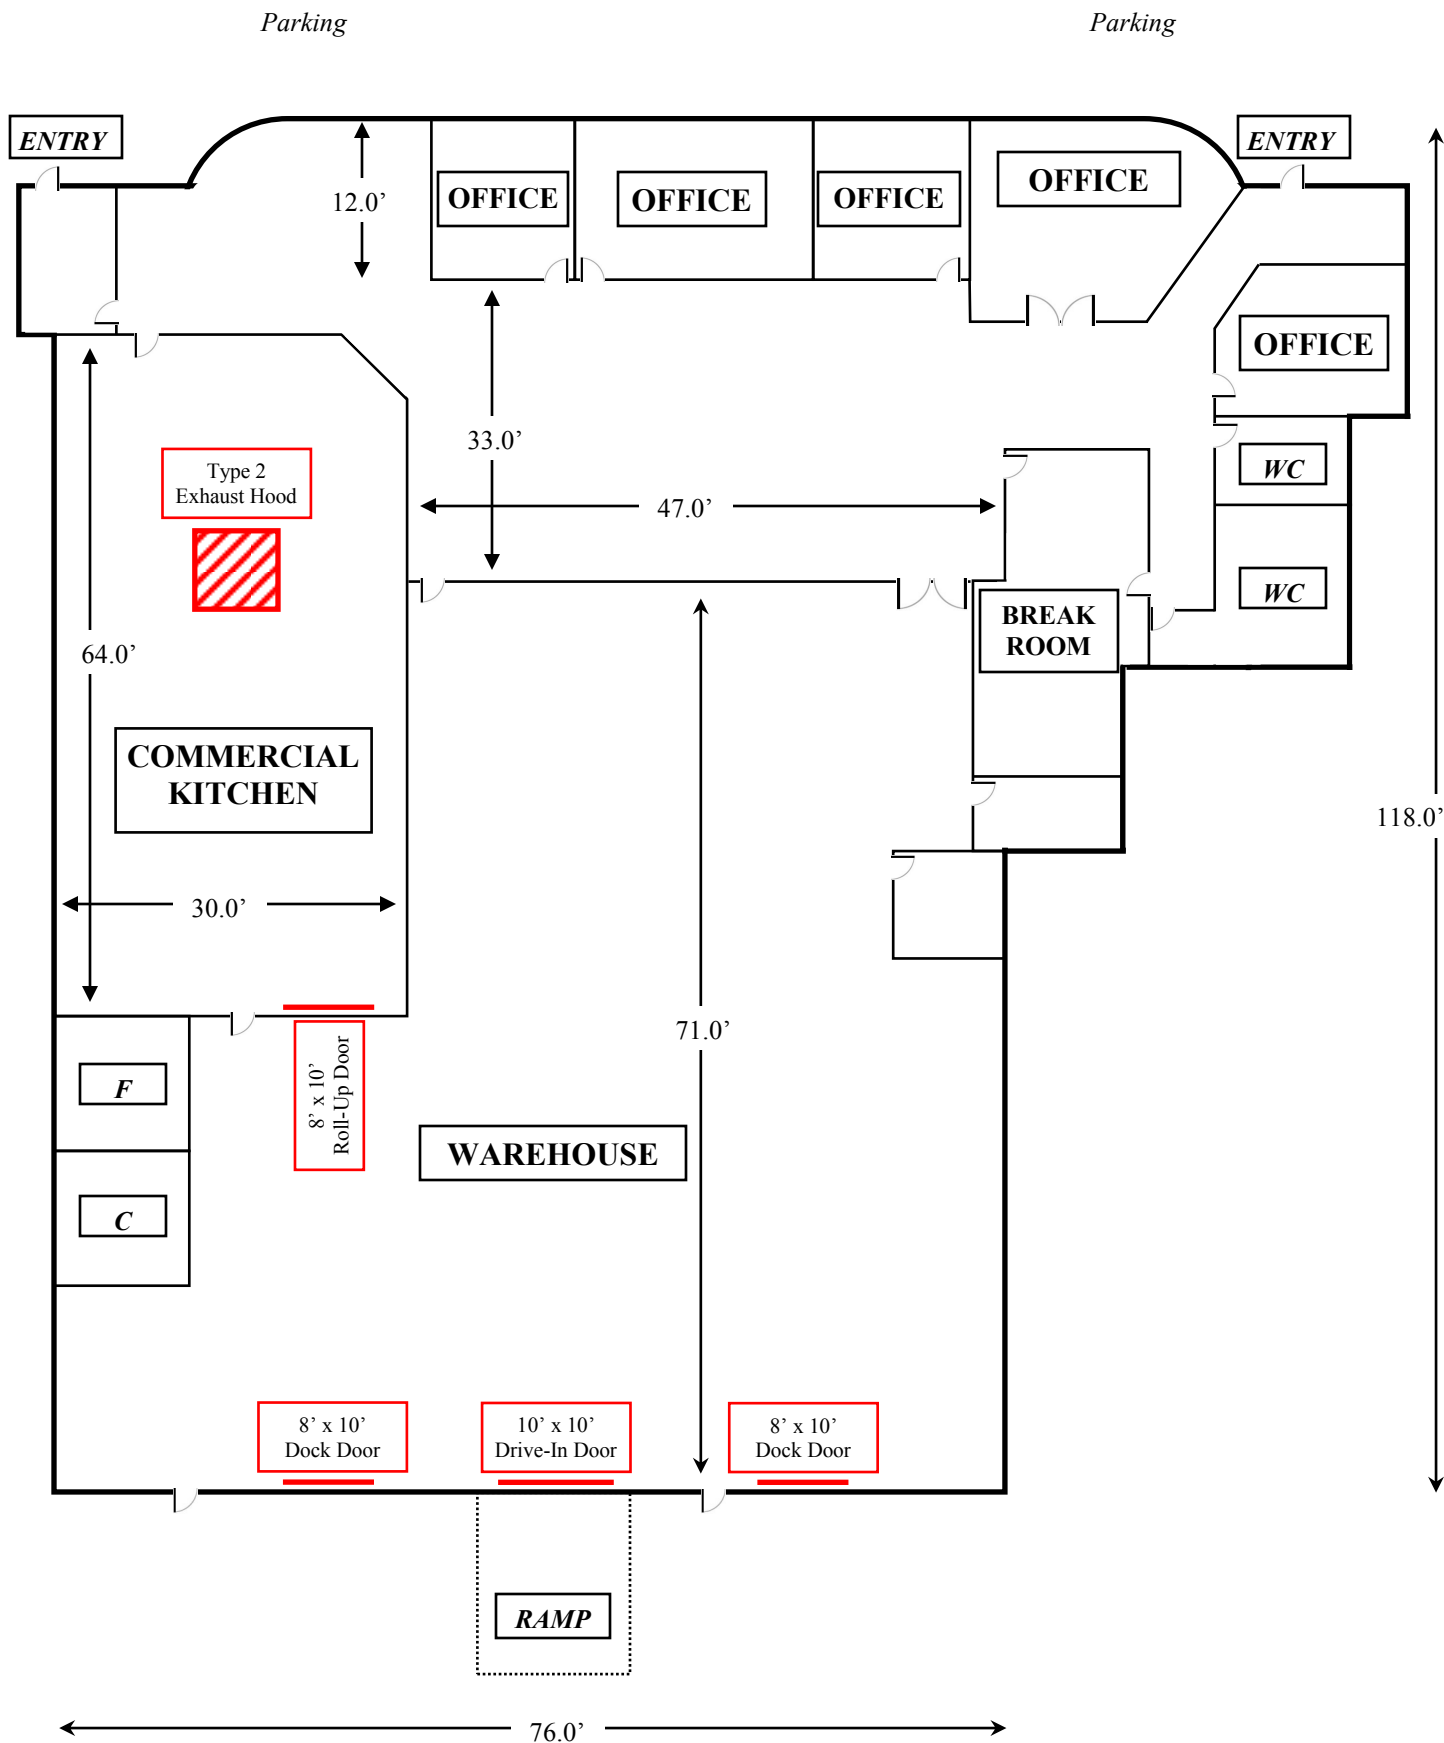 Parking
Parking
ENTRY
ENTRY
OFFICE
OFFICE
OFFICE
OFFICE
12.0’
OFFICE
33.0’
Type 2
Exhaust Hood
WC
47.0’
WC
BREAK
ROOM
64.0’
COMMERCIAL
KITCHEN
118.0’
30.0’
71.0’
8’ x 10’
Roll-Up Door
F
WAREHOUSE
C
8’ x 10’
Dock Door
10’ x 10’
Drive-In Door
8’ x 10’
Dock Door
RAMP
76.0’